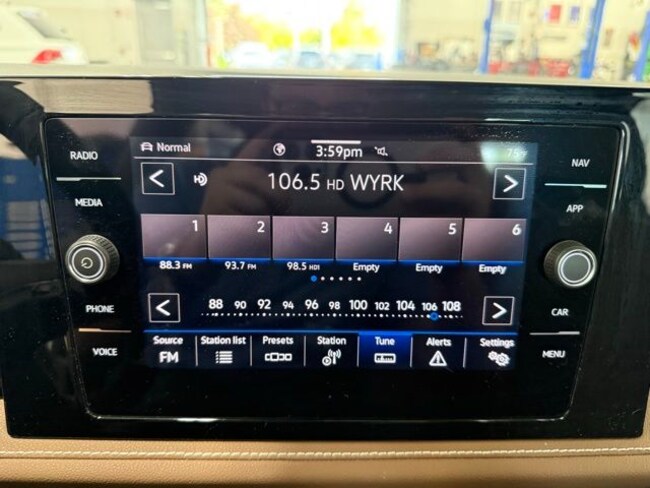 Normal
3:59pm
75°F
RADIO
MEDIA
PHONE
VOICE
106.5 HD WYRK
NAV
APP
CAR
MENU
1 2 3 4 5 6
88.3 FM 93.7 FM 98.5 HD1 Empty Empty Empty
88 90 92 94 96 98 100 102 104 106 108
Source Station list Presets Station Tune Alerts Settings
FM